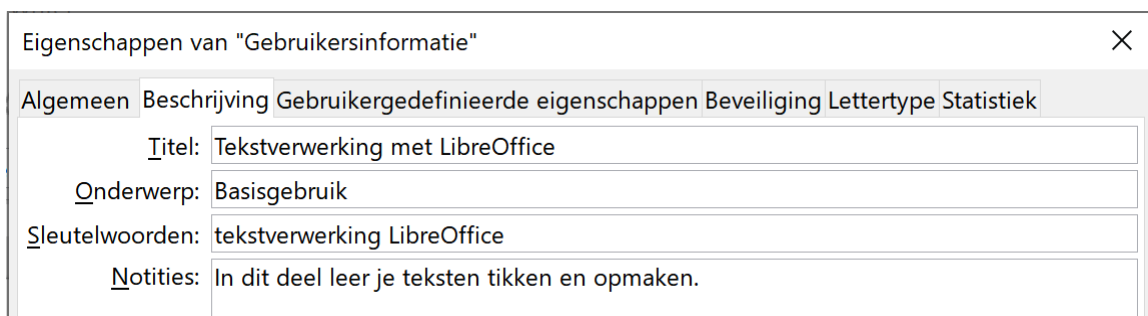 Eigenschappen van "Gebruikersinformatie"
Algemeen Beschrijving Gebruikergedefinieerde eigenschappen Beveiliging Lettertype Statistiek
Titel: Tekstverwerking met LibreOffice
Onderwerp: Basisgebruik
Sleutelwoorden: tekstverwerking LibreOffice
Notities: In dit deel leer je teksten tikken en opmaken.